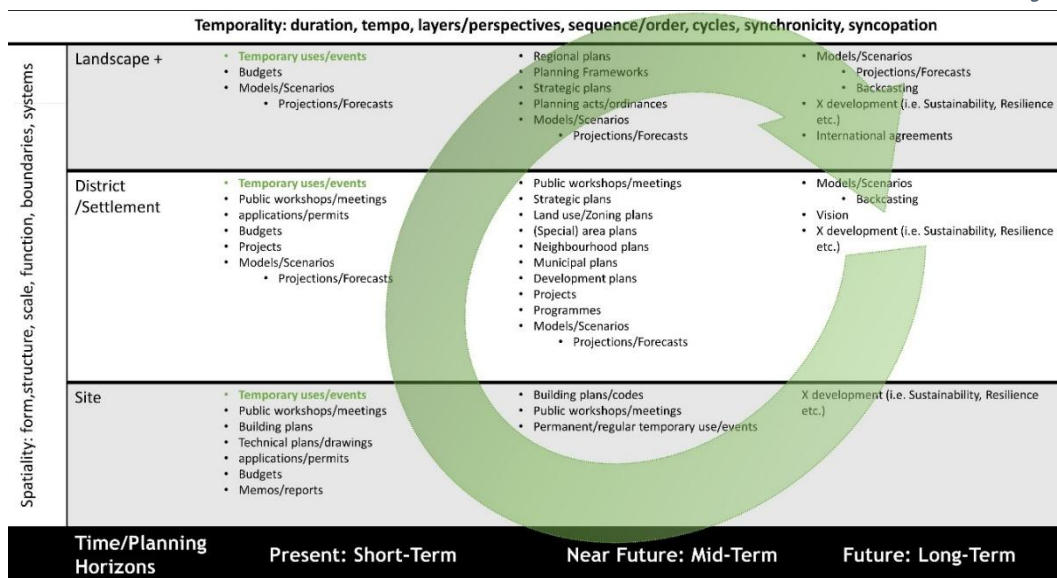 Temporality: duration, tempo, layers/perspectives, sequence/order, cycles, synchronicity, syncopation
Spatiality: form,structure, scale, function, boundaries, systems
Landscape +
• Temporary uses/events
• Budgets
• Models/Scenarios
• Projections/Forecasts
• Regional plans
• Planning Frameworks
• Strategic plans
• Planning acts/ordinances
• Models/Scenarios
• Projections/Forecasts
• Models/Scenarios
• Projections/Forecasts
• Backcasting
• X development (i.e. Sustainability, Resilience
etc.)
• International agreements
District
/Settlement
• Temporary uses/events
• Public workshops/meetings
• applications/permits
• Budgets
• Projects
• Models/Scenarios
• Projections/Forecasts
• Public workshops/meetings
• Strategic plans
• Land use/Zoning plans
• (Special) area plans
• Neighbourhood plans
• Municipal plans
• Development plans
• Projects
• Programmes
• Models/Scenarios
• Projections/Forecasts
• Models/Scenarios
• Backcasting
• Vision
• X development (i.e. Sustainability, Resilience
etc.)
Site
• Temporary uses/events
• Public workshops/meetings
• Building plans
• Technical plans/drawings
• applications/permits
• Budgets
• Memos/reports
• Building plans/codes
• Public workshops/meetings
• Permanent/regular temporary use/events
X development (i.e. Sustainability, Resilience
etc.)
Time/Planning
Horizons
Present: Short-Term
Near Future: Mid-Term
Future: Long-Term